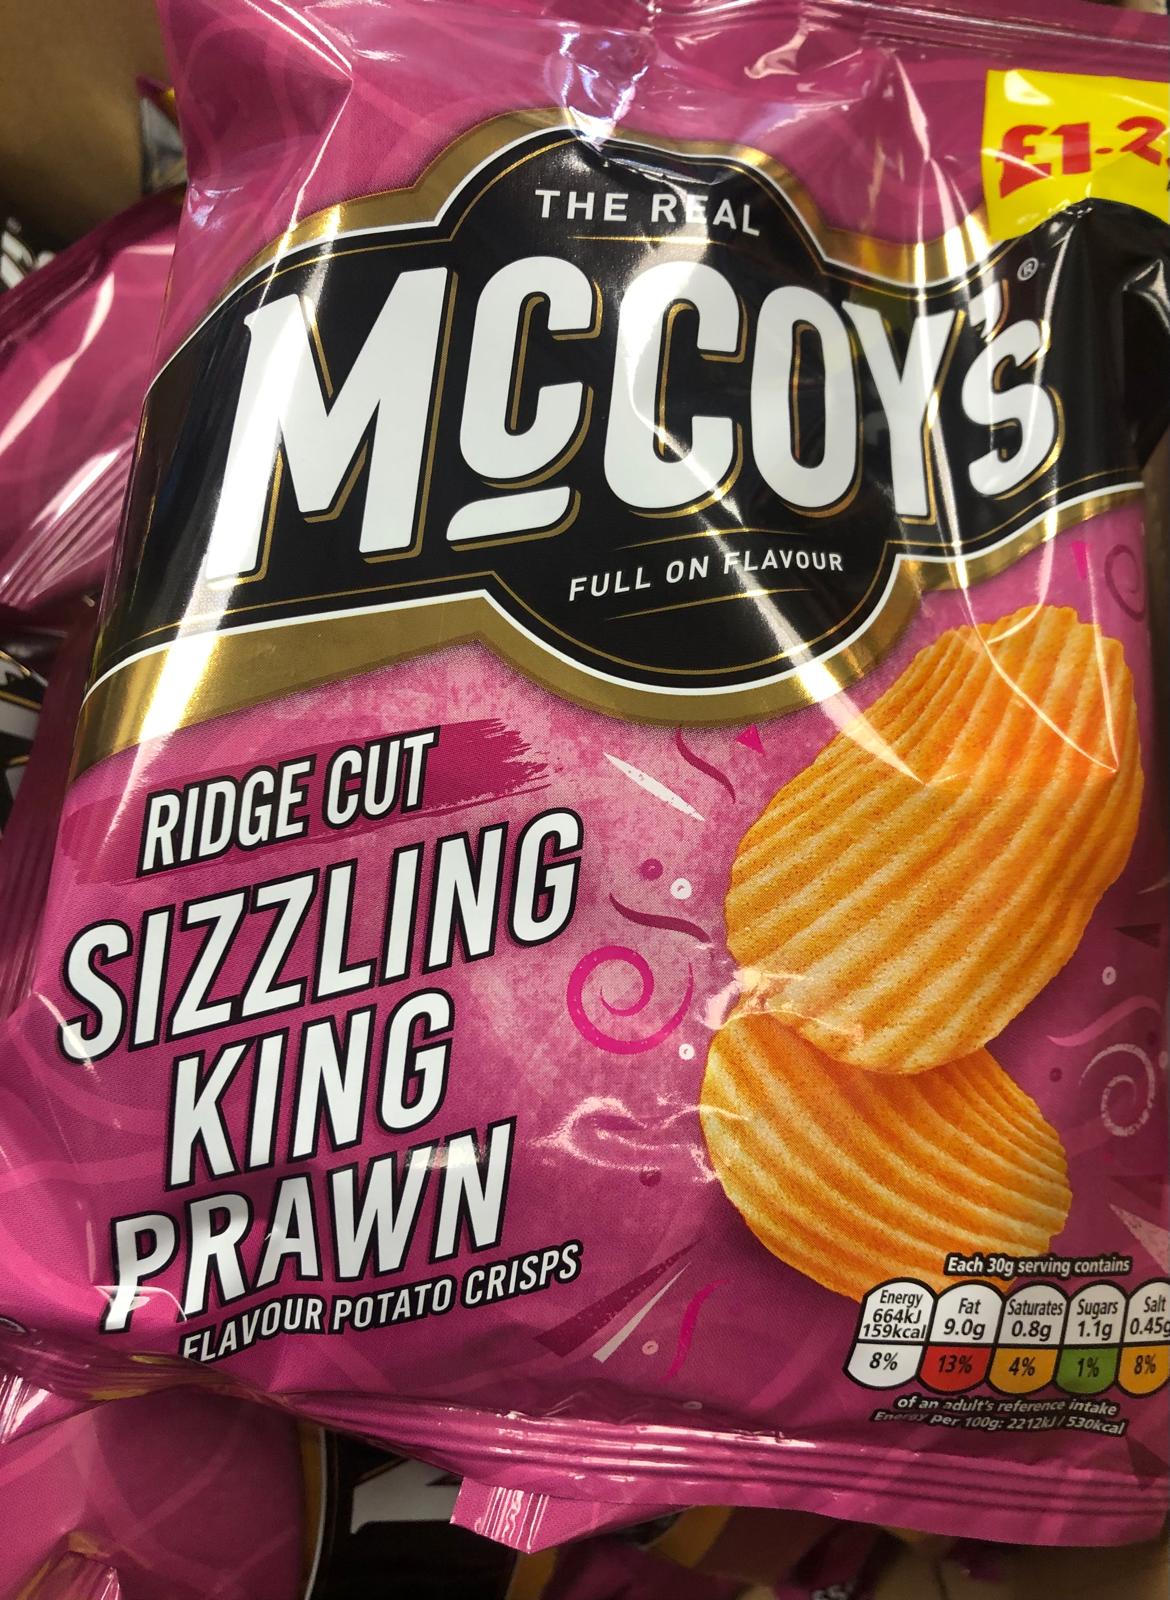 £1.2
THE REAL
McCOY'S®
FULL ON FLAVOUR
RIDGE CUT
SIZZLING
KING
PRAWN
FLAVOUR POTATO CRISPS
Each 30g serving contains
Energy 664kJ 159kcal 8%
Fat 9.0g 13%
Saturates 0.8g 4%
Sugars 1.1g 1%
Salt 0.45g 8%
of an adult's reference intake
Energy per 100g: 2212kJ / 530kcal